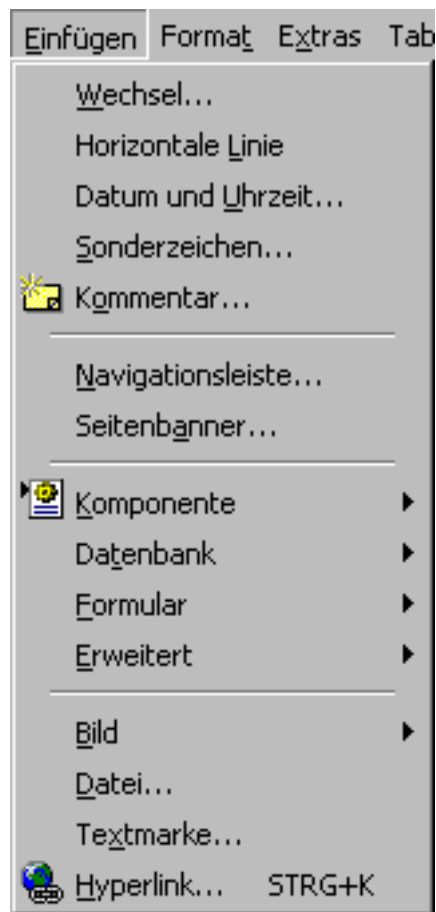 Einfügen Format Extras Tab
Wechsel...
Horizontale Linie
Datum und Uhrzeit...
Sonderzeichen...
Kommentar...
Navigationsleiste...
Seitenbanner...
Komponente
Datenbank
Formular
Erweitert
Bild
Datei...
Textmarke...
Hyperlink... STRG+K